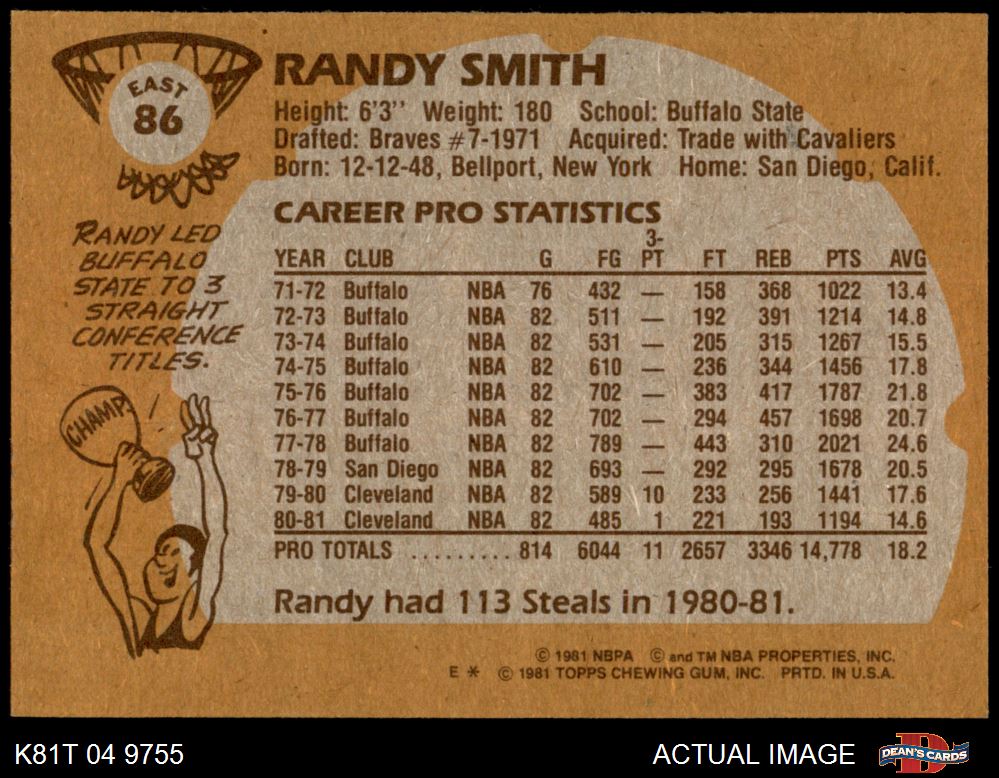 EAST
86
RANDY SMITH
Height: 6'3'' Weight: 180 School: Buffalo State
Drafted: Braves #7-1971 Acquired: Trade with Cavaliers
Born: 12-12-48, Bellport, New York Home: San Diego, Calif.
RANDY LED
BUFFALO
STATE TO 3
STRAIGHT
CONFERENCE
TITLES.
CHAMP.
CAREER PRO STATISTICS
YEAR CLUB G FG 3-PT FT REB PTS AVG
71-72 Buffalo NBA 76 432 — 158 368 1022 13.4
72-73 Buffalo NBA 82 511 — 192 391 1214 14.8
73-74 Buffalo NBA 82 531 — 205 315 1267 15.5
74-75 Buffalo NBA 82 610 — 236 344 1456 17.8
75-76 Buffalo NBA 82 702 — 383 417 1787 21.8
76-77 Buffalo NBA 82 702 — 294 457 1698 20.7
77-78 Buffalo NBA 82 789 — 443 310 2021 24.6
78-79 San Diego NBA 82 693 — 292 295 1678 20.5
79-80 Cleveland NBA 82 589 10 233 256 1441 17.6
80-81 Cleveland NBA 82 485 1 221 193 1194 14.6
PRO TOTALS .......... 814 6044 11 2657 3346 14,778 18.2
Randy had 113 Steals in 1980-81.
© 1981 NBPA © and TM NBA PROPERTIES, INC.
E * © 1981 TOPPS CHEWING GUM, INC. PRTD. IN U.S.A.
K81T 04 9755
ACTUAL IMAGE
DEAN'S CARDS